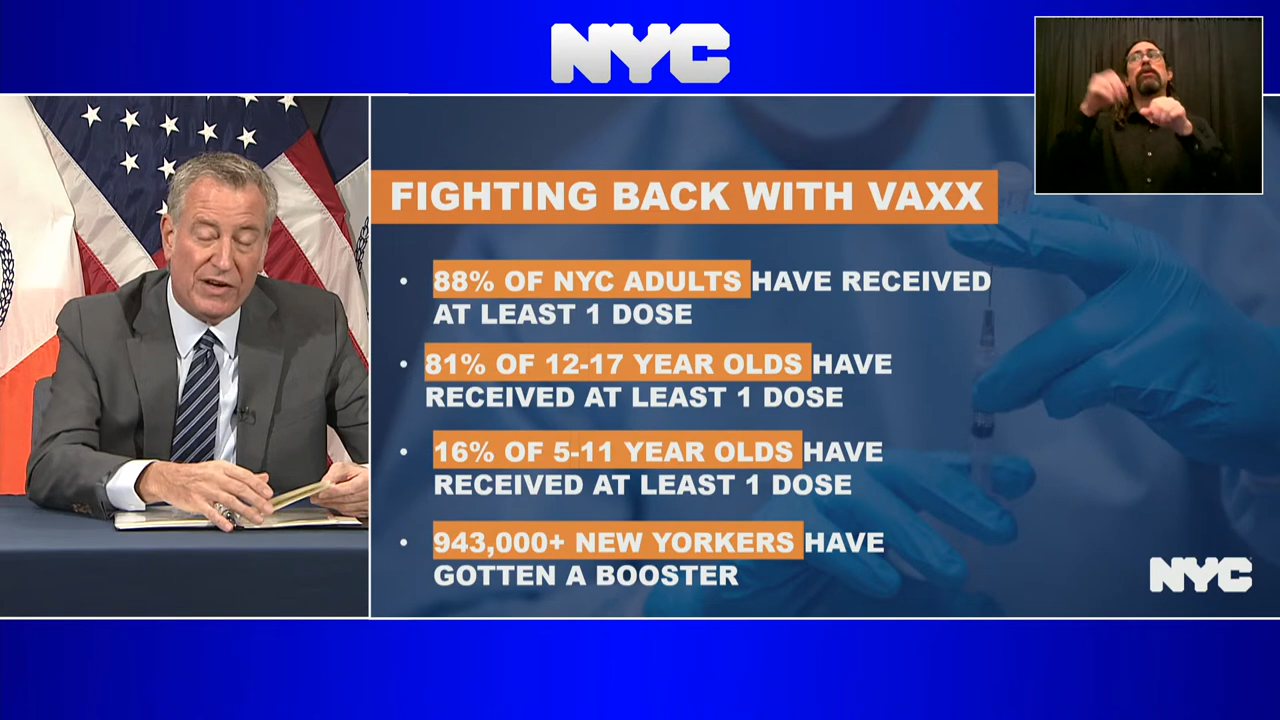 NYC
FIGHTING BACK WITH VAXX
• 88% OF NYC ADULTS HAVE RECEIVED
AT LEAST 1 DOSE
• 81% OF 12-17 YEAR OLDS HAVE
RECEIVED AT LEAST 1 DOSE
• 16% OF 5-11 YEAR OLDS HAVE
RECEIVED AT LEAST 1 DOSE
• 943,000+ NEW YORKERS HAVE
GOTTEN A BOOSTER
NYC